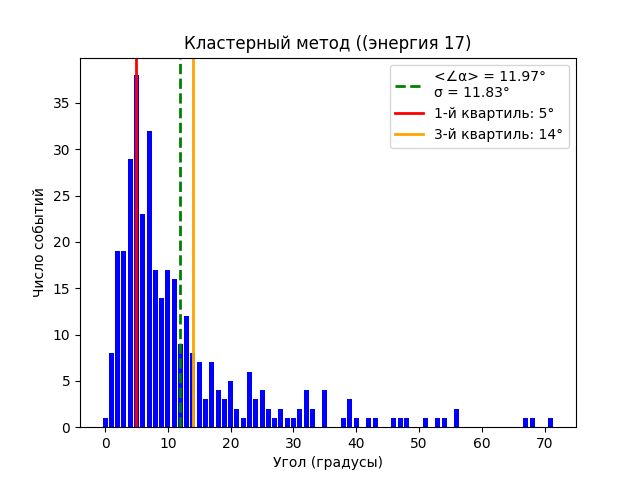 Кластерный метод ((энергия 17)
<∠α> = 11.97°
σ = 11.83°
1-й квартиль: 5°
3-й квартиль: 14°
Число событий
35
30
25
20
15
10
5
0
0 10 20 30 40 50 60 70
Угол (градусы)